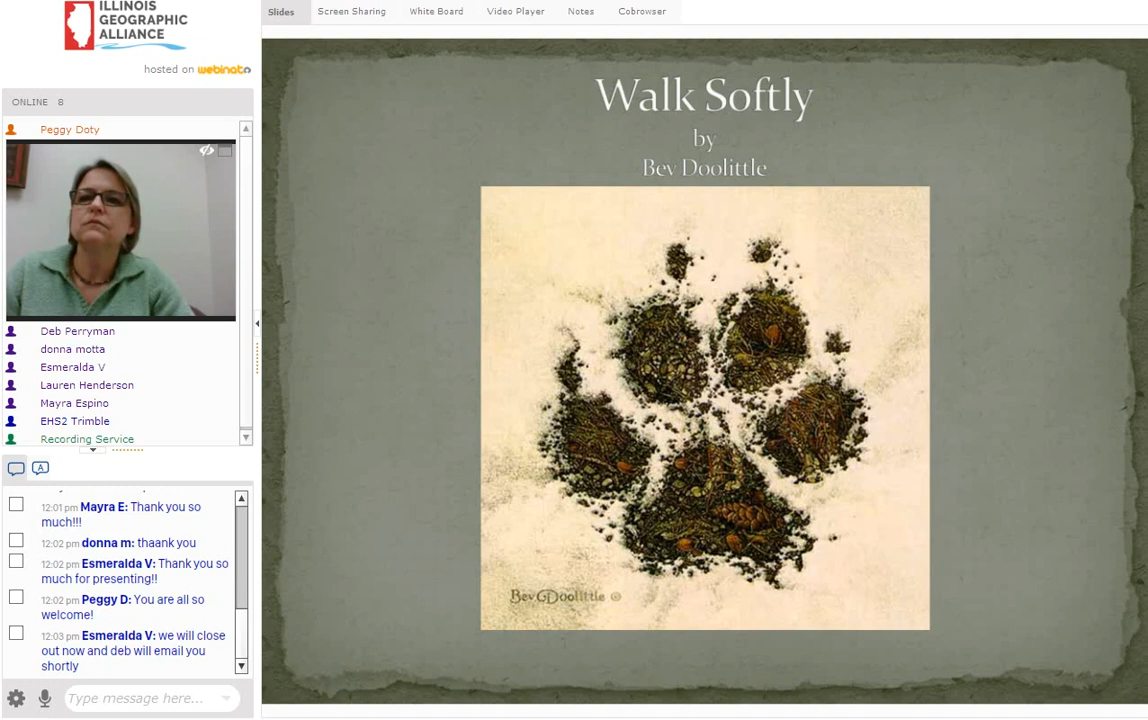 ILLINOIS
GEOGRAPHIC
ALLIANCE
hosted on webinato
ONLINE 8
Peggy Doty
Deb Perryman
donna motta
Esmeralda V
Lauren Henderson
Mayra Espino
EHS2 Trimble
Recording Service
A
12:01 pm Mayra E: Thank you so
much!!!
12:02 pm donna m: thaank you
12:02 pm Esmeralda V: Thank you so
much for presenting!!
12:02 pm Peggy D: You are all so
welcome!
12:03 pm Esmeralda V: we will close
out now and deb will email you
shortly
Type message here...
Slides Screen Sharing White Board Video Player Notes Cobrowser
Walk Softly
by
Bev Doolittle
Bev Doolittle ©